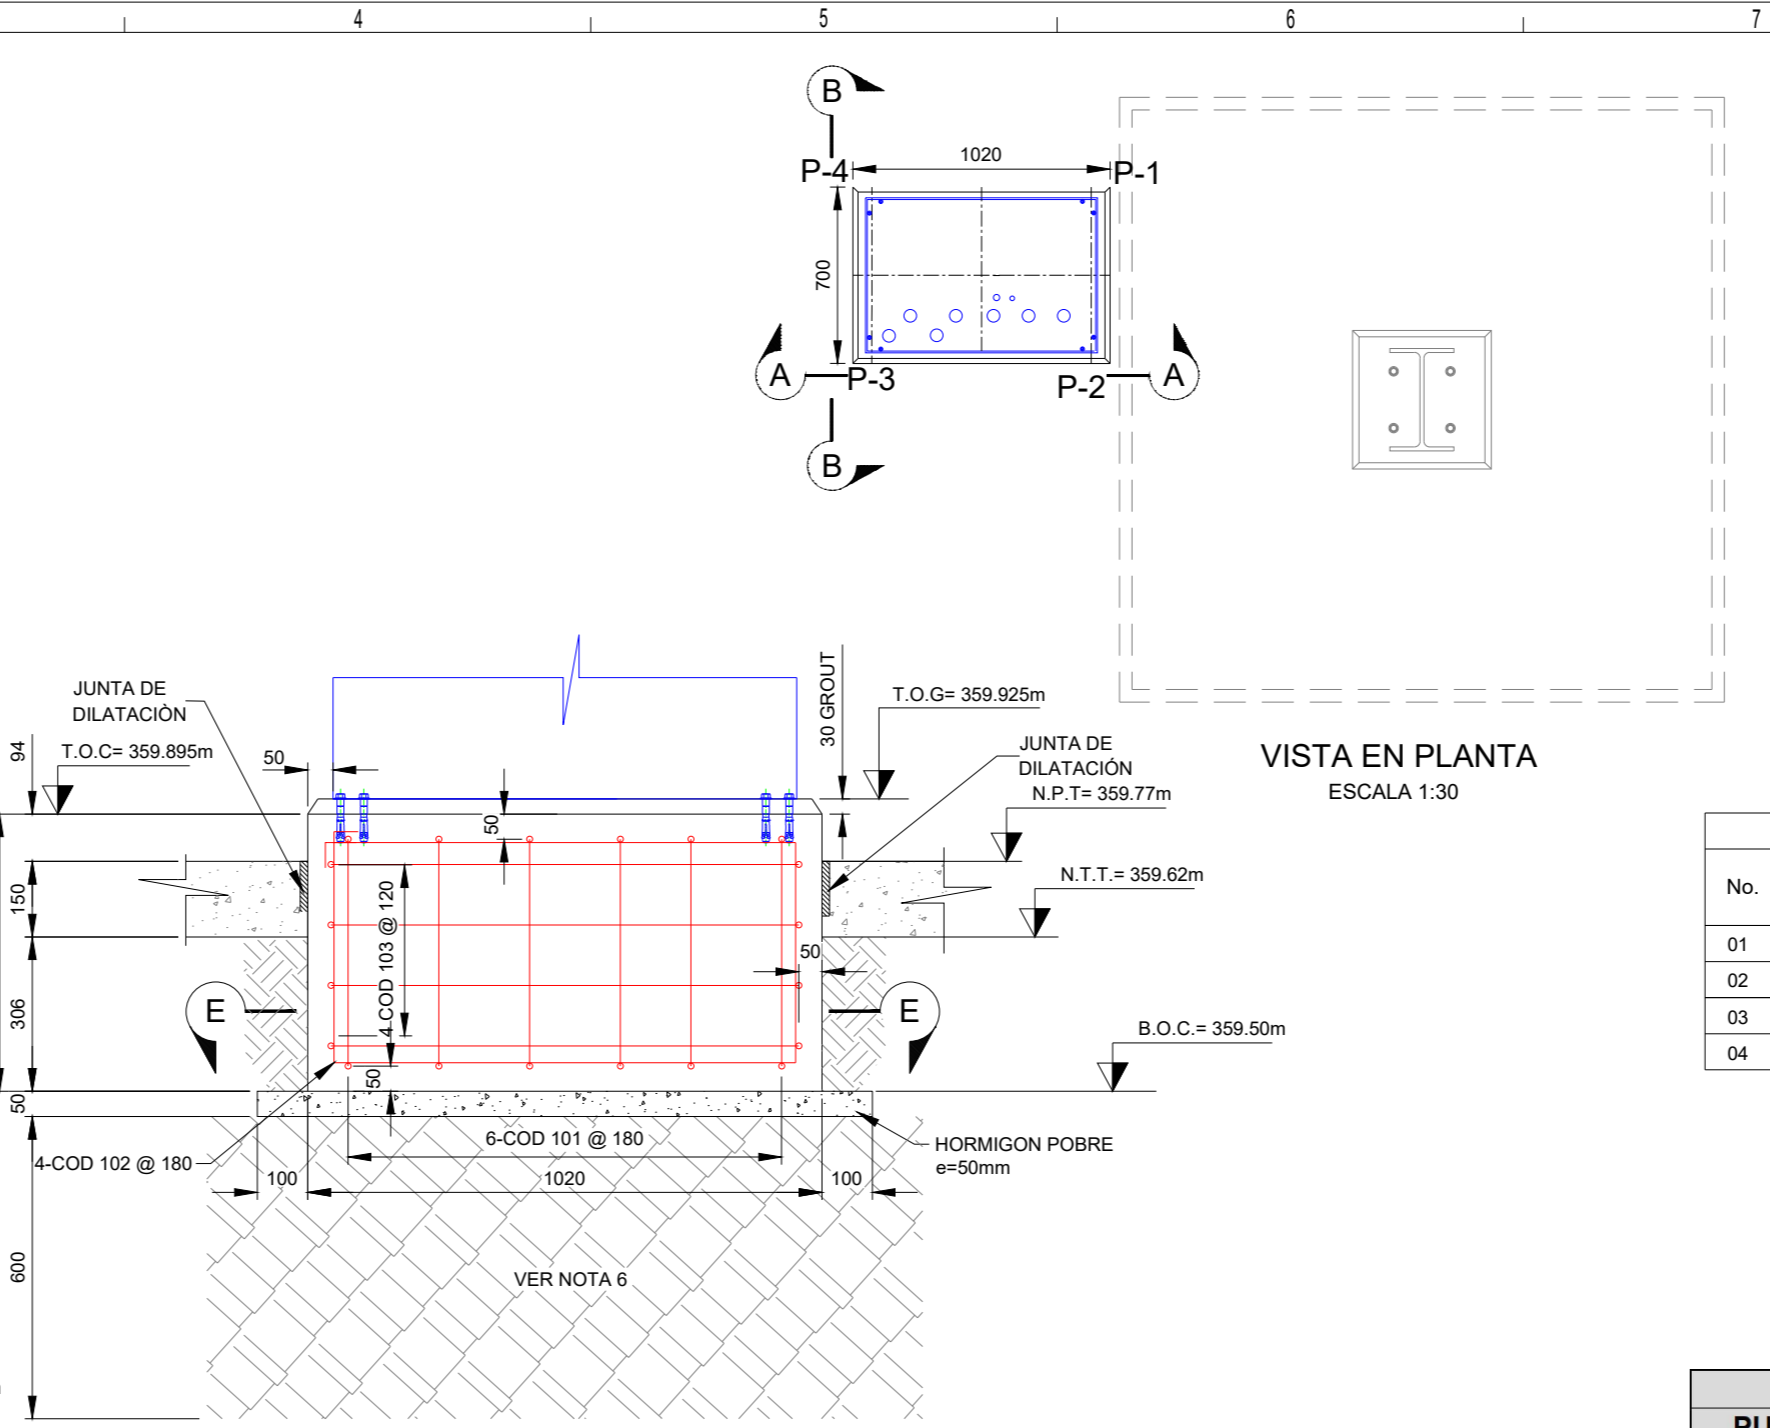 4
5
6
7
B
P-4
1020
P-1
700
A
P-3
P-2
A
B
VISTA EN PLANTA
ESCALA 1:30
JUNTA DE
DILATACIÒN
94
T.O.C= 359.895m
50
30 GROUT
T.O.G= 359.925m
JUNTA DE
DILATACIÓN
N.P.T= 359.77m
50
150
4-COD 103 @ 120
N.T.T.= 359.62m
50
306
E
E
B.O.C.= 359.50m
50
50
6-COD 101 @ 180
4-COD 102 @ 180
HORMIGON POBRE
e=50mm
100
1020
100
600
VER NOTA 6
No.
01
02
03
04